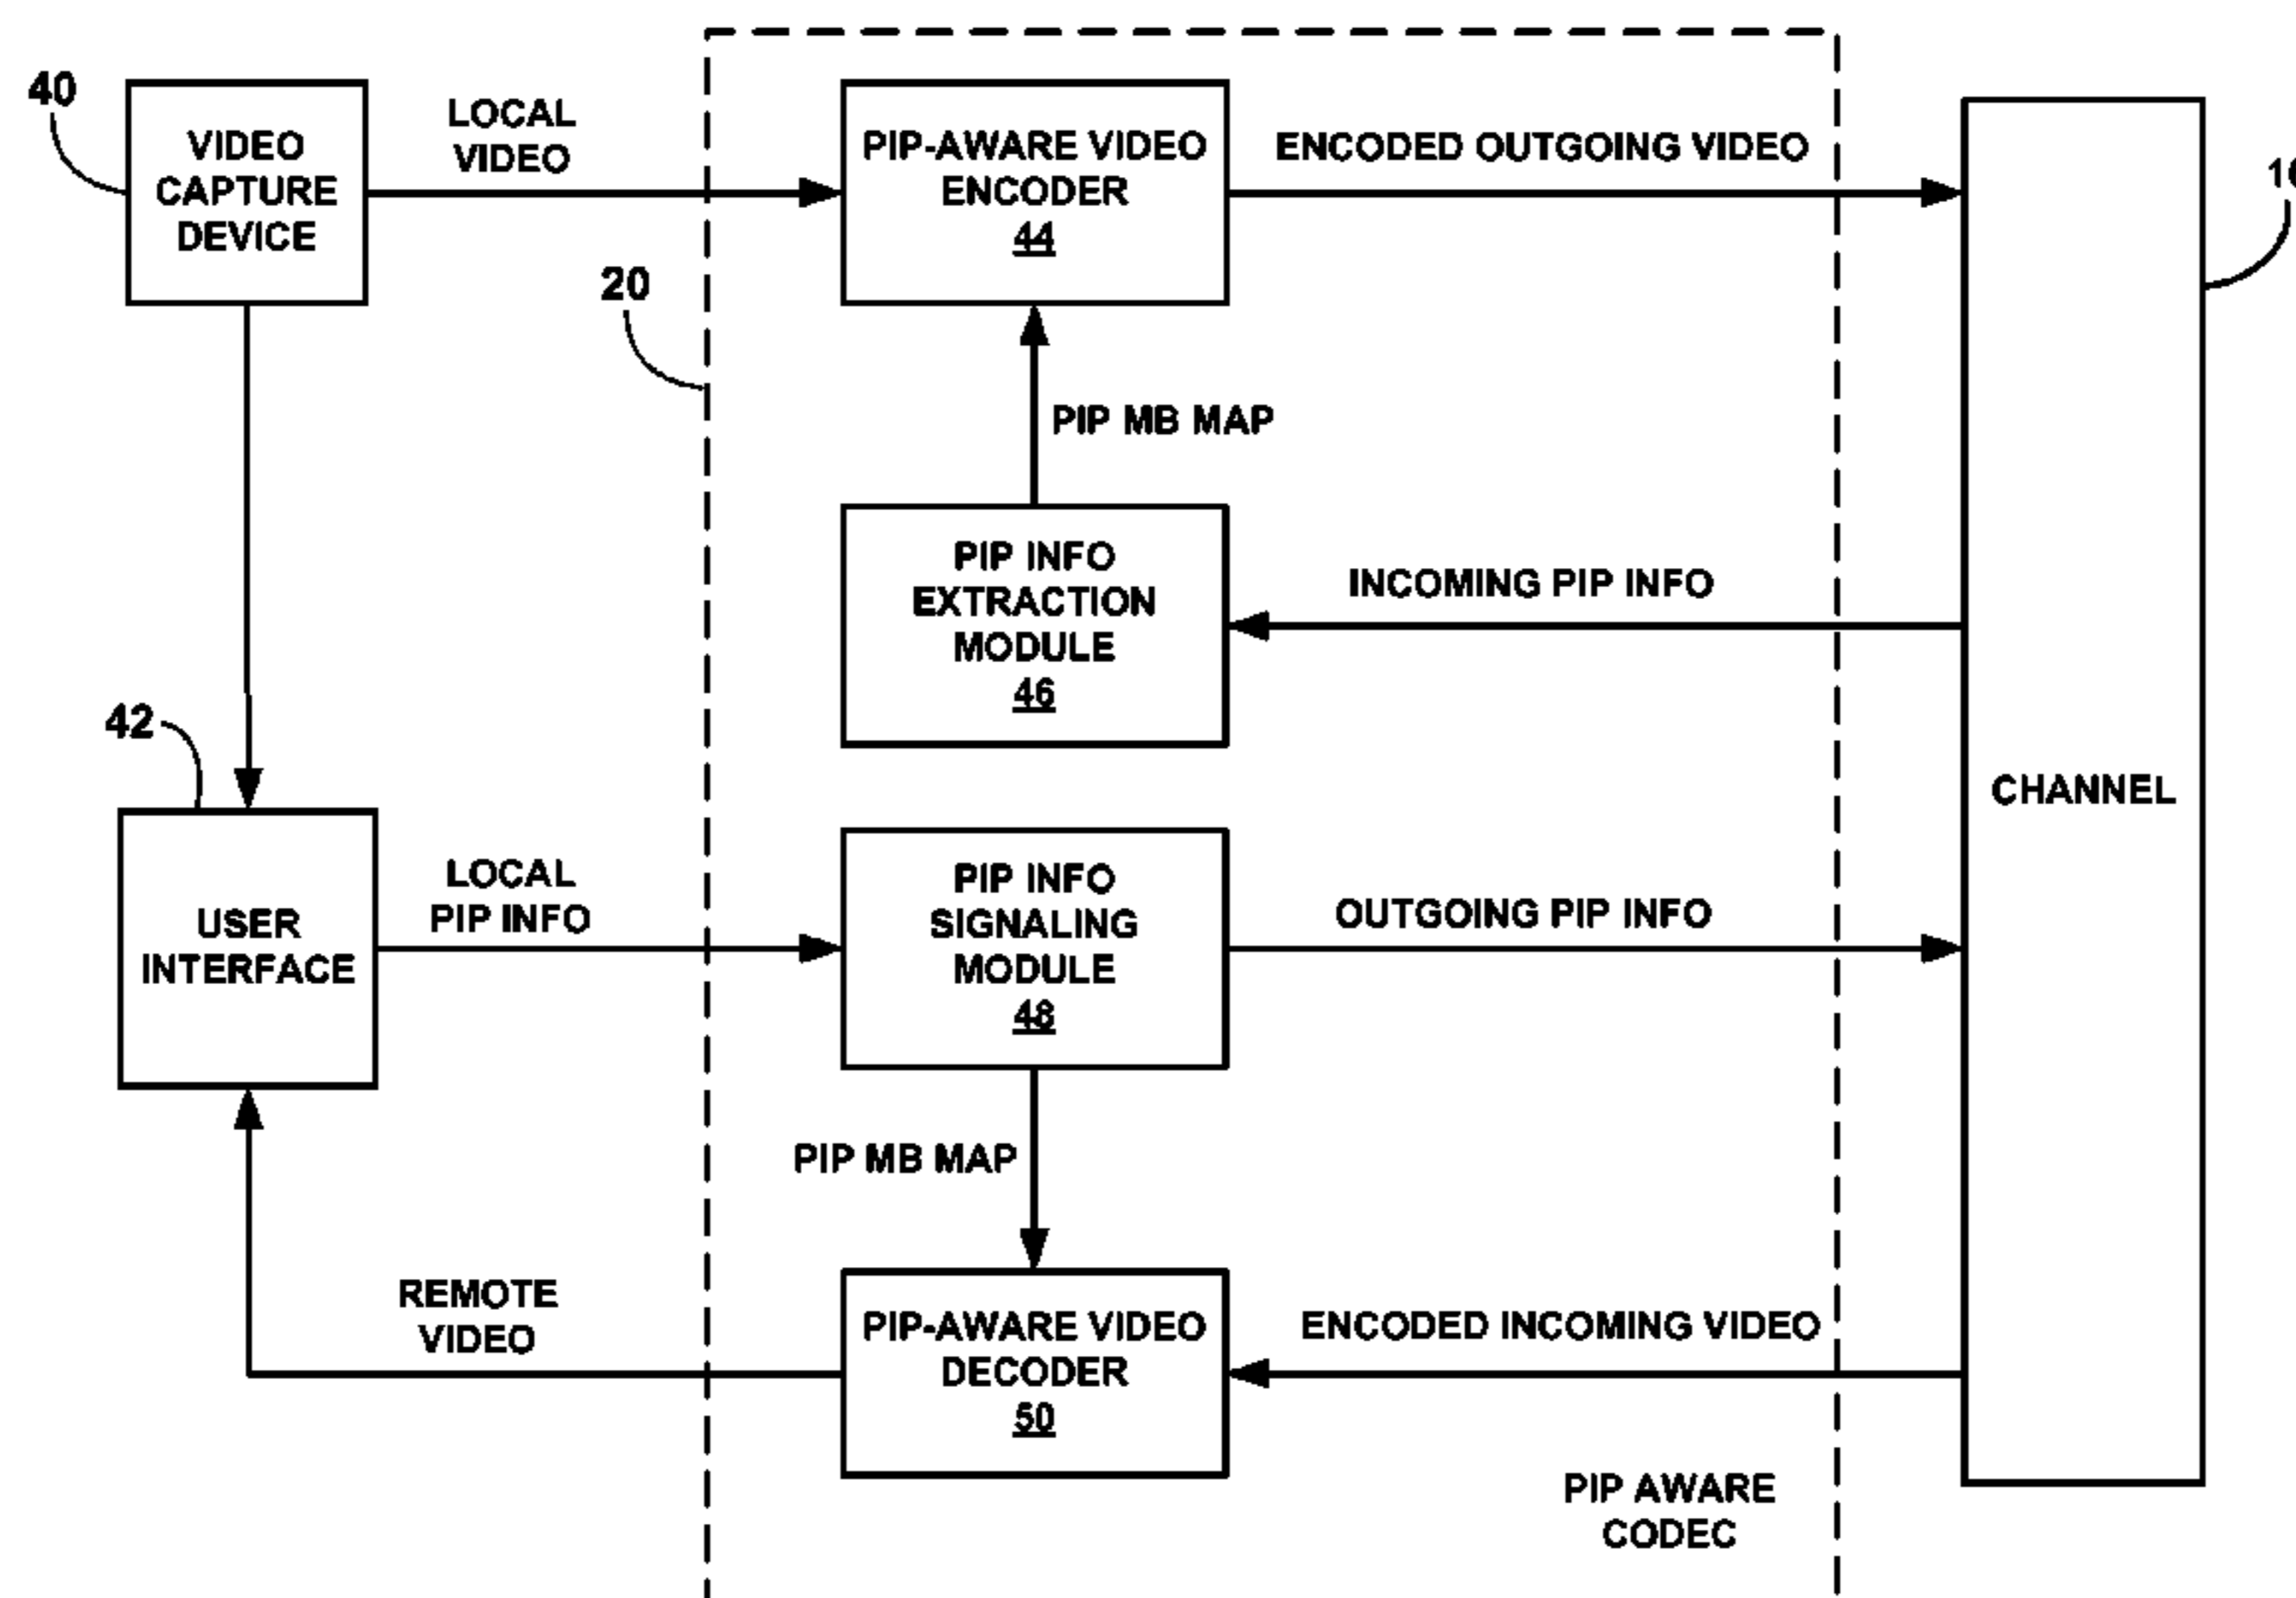 40
VIDEO
CAPTURE
DEVICE
LOCAL
VIDEO
20
PIP-AWARE VIDEO
ENCODER
44
ENCODED OUTGOING VIDEO
PIP MB MAP
PIP INFO
EXTRACTION
MODULE
46
INCOMING PIP INFO
CHANNEL
42
USER
INTERFACE
LOCAL
PIP INFO
PIP INFO
SIGNALING
MODULE
48
OUTGOING PIP INFO
PIP MB MAP
REMOTE
VIDEO
PIP-AWARE VIDEO
DECODER
50
ENCODED INCOMING VIDEO
PIP AWARE
CODEC